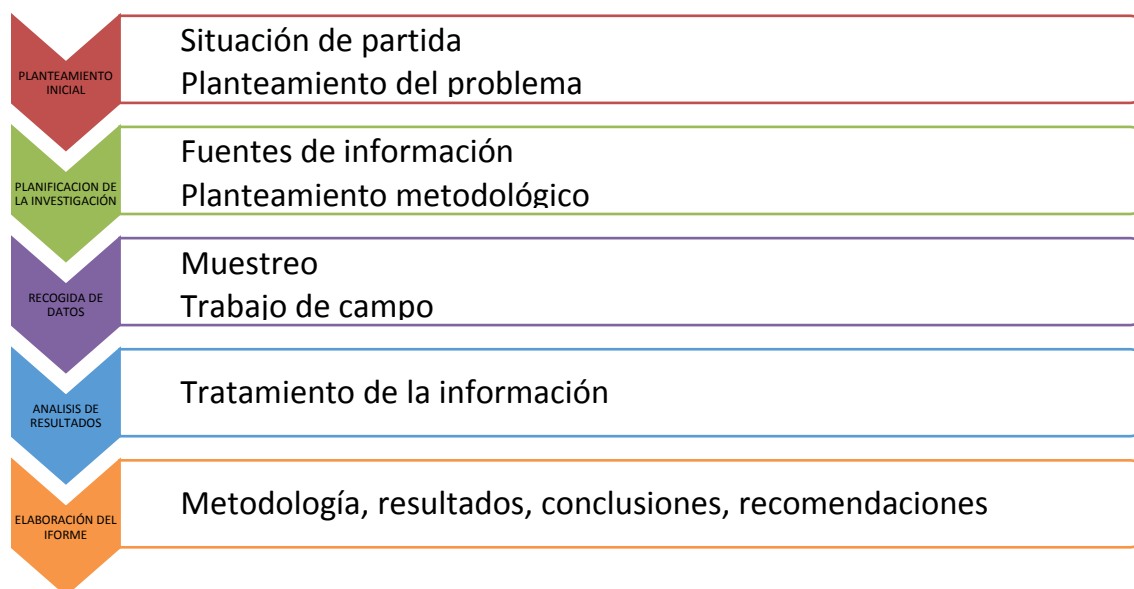 PLANTEAMIENTO
INICIAL
Situación de partida
Planteamiento del problema
PLANIFICACION DE
LA INVESTIGACIÓN
Fuentes de información
Planteamiento metodológico
RECOGIDA DE
DATOS
Muestreo
Trabajo de campo
ANALISIS DE
RESULTADOS
Tratamiento de la información
ELABORACIÓN DEL
IFORME
Metodología, resultados, conclusiones, recomendaciones